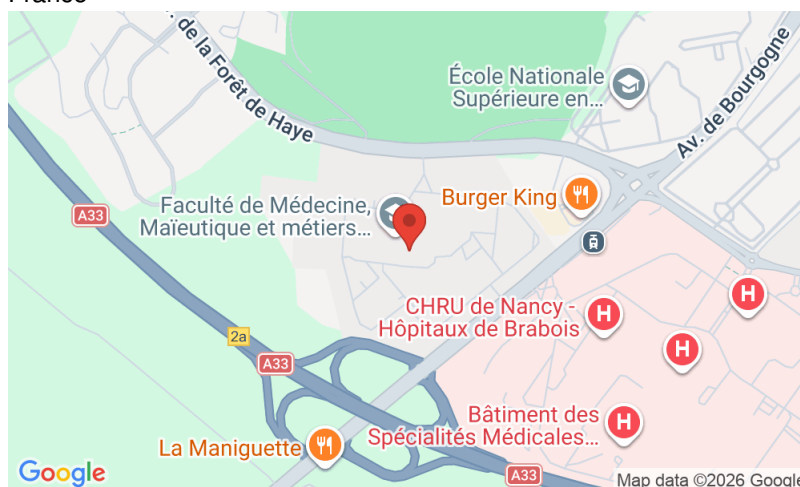 France
Av. de la Forêt de Haye
École Nationale
Supérieure en...
Av. de Bourgogne
Burger King
Faculté de Médecine,
Maïeutique et métiers...
A33
CHRU de Nancy -
Hôpitaux de Brabois
H
H
H
2a
A33
Bâtiment des
Spécialités Médicales...
H
La Maniguette
A33
Google
Map data ©2026 Google